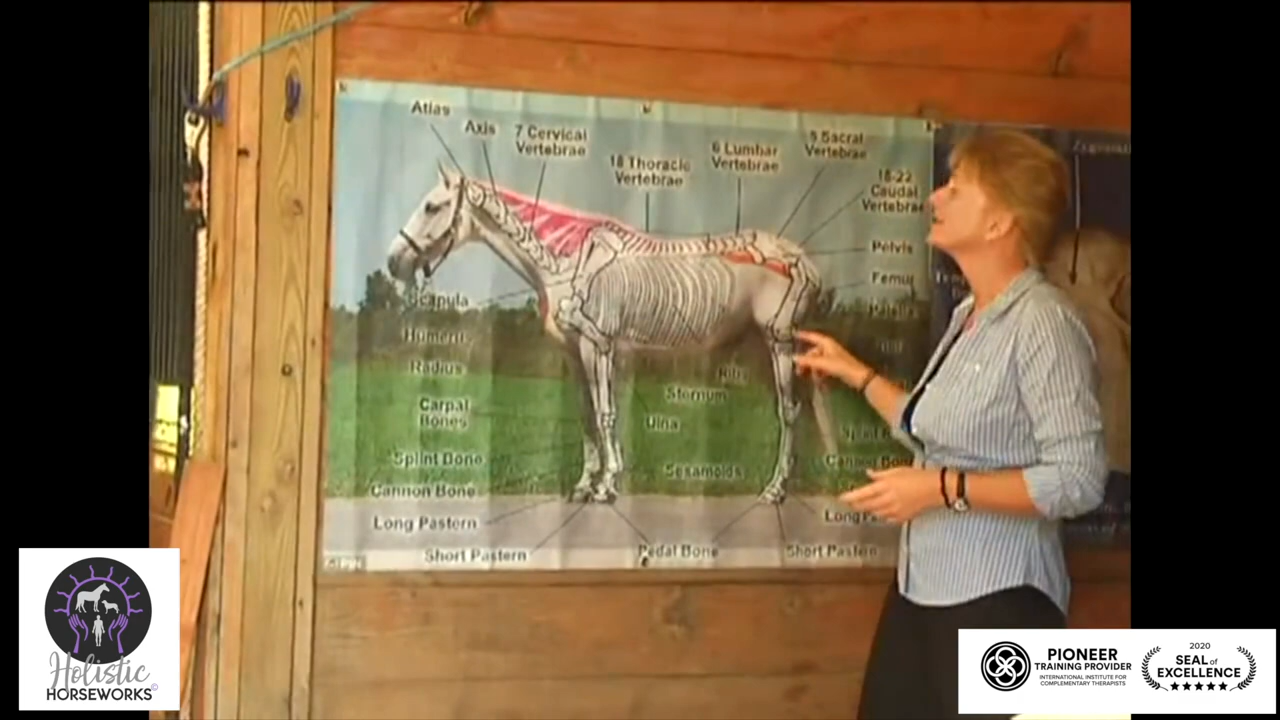 Atlas
Axis
7 Cervical
Vertebrae
18 Thoracic
Vertebrae
6 Lumbar
Vertebrae
5 Sacral
Vertebrae
18-22
Caudal
Vertebrae
Pelvis
Femur
Patella
Scapula
Humerus
Radius
Carpal
Bones
Splint Bone
Cannon Bone
Long Pastern
Short Pastern
Ribs
Sternum
Ulna
Sesamoids
Pedal Bone
Short Pastern
Cannon Bone
Holistic
HORSEWORKS©
PIONEER
TRAINING PROVIDER
INTERNATIONAL INSTITUTE FOR
COMPLEMENTARY THERAPISTS
2020
SEAL of
EXCELLENCE